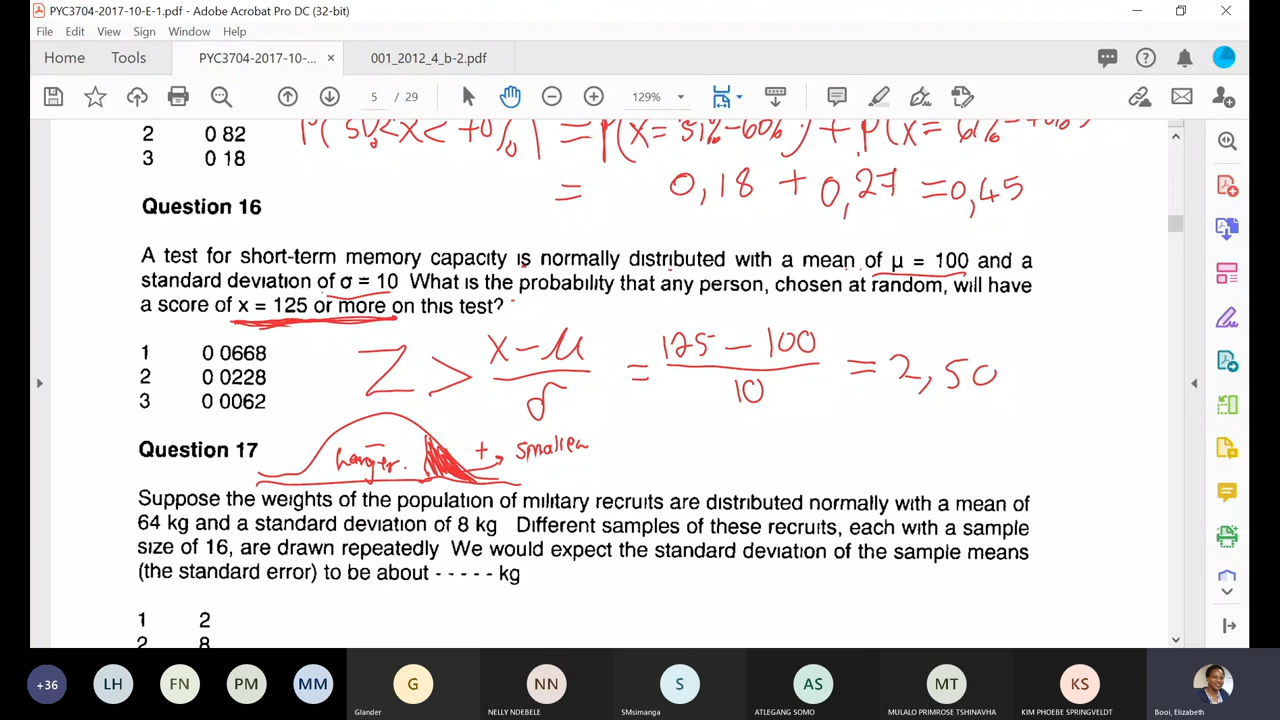 PYC3704-2017-10-E-1.pdf - Adobe Acrobat Pro DC (32-bit)
File Edit View Sign Window Help
Home Tools PYC3704-2017-10-... × 001_2012_4_b-2.pdf
5 / 29 129%
2 0 82
3 0 18
= 0,18 + 0,27 = 0,45
Question 16
A test for short-term memory capacity is normally distributed with a mean of μ = 100 and a
standard deviation of σ = 10 What is the probability that any person, chosen at random, will have
a score of x = 125 or more on this test?
1 0 0668
2 0 0228
3 0 0062
Z > x - μ / σ = 125 - 100 / 10 = 2,50
Question 17
+ smaller
Suppose the weights of the population of military recruits are distributed normally with a mean of
64 kg and a standard deviation of 8 kg Different samples of these recruits, each with a sample
size of 16, are drawn repeatedly We would expect the standard deviation of the sample means
(the standard error) to be about - - - - - kg
1 2
2 8
+36 LH FN PM MM G NN S AS MT KS
Glander NELLY NDEBELE SMsimanga ATLEGANG SOMO MULALO PRIMROSE TSHINAVHA KIM PHOEBE SPRINGVELDT Booi, Elizabeth